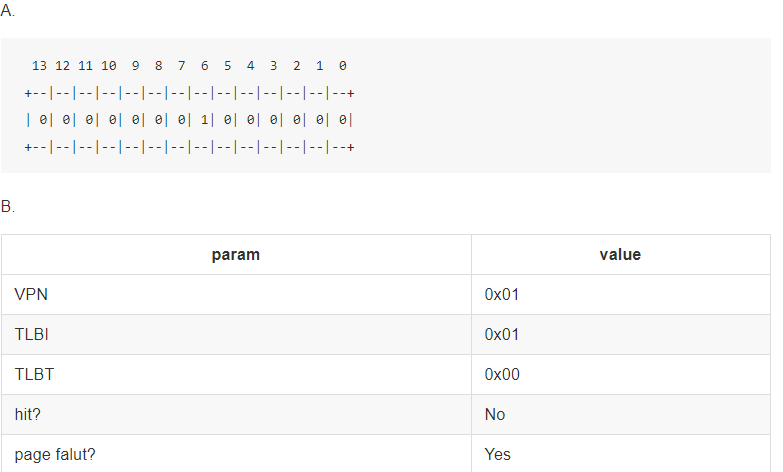 A.
13 12 11 10 9 8 7 6 5 4 3 2 1 0
+--|--|--|--|--|--|--|--|--|--|--|--|--|--+
| 0| 0| 0| 0| 0| 0| 0| 1| 0| 0| 0| 0| 0| 0|
+--|--|--|--|--|--|--|--|--|--|--|--|--|--+
B.
param value
VPN 0x01
TLBI 0x01
TLBT 0x00
hit? No
page falut? Yes